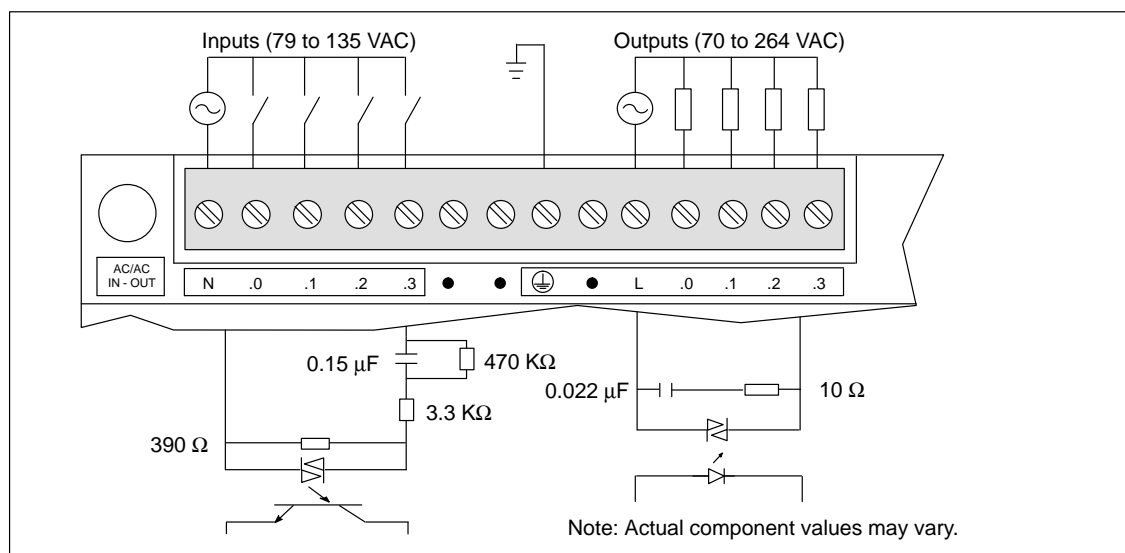 Inputs (79 to 135 VAC)
Outputs (70 to 264 VAC)
AC/AC
IN - OUT
N .0 .1 .2 .3 L .0 .1 .2 .3
0.15 μF
470 KΩ
3.3 KΩ
390 Ω
0.022 μF
10 Ω
Note: Actual component values may vary.